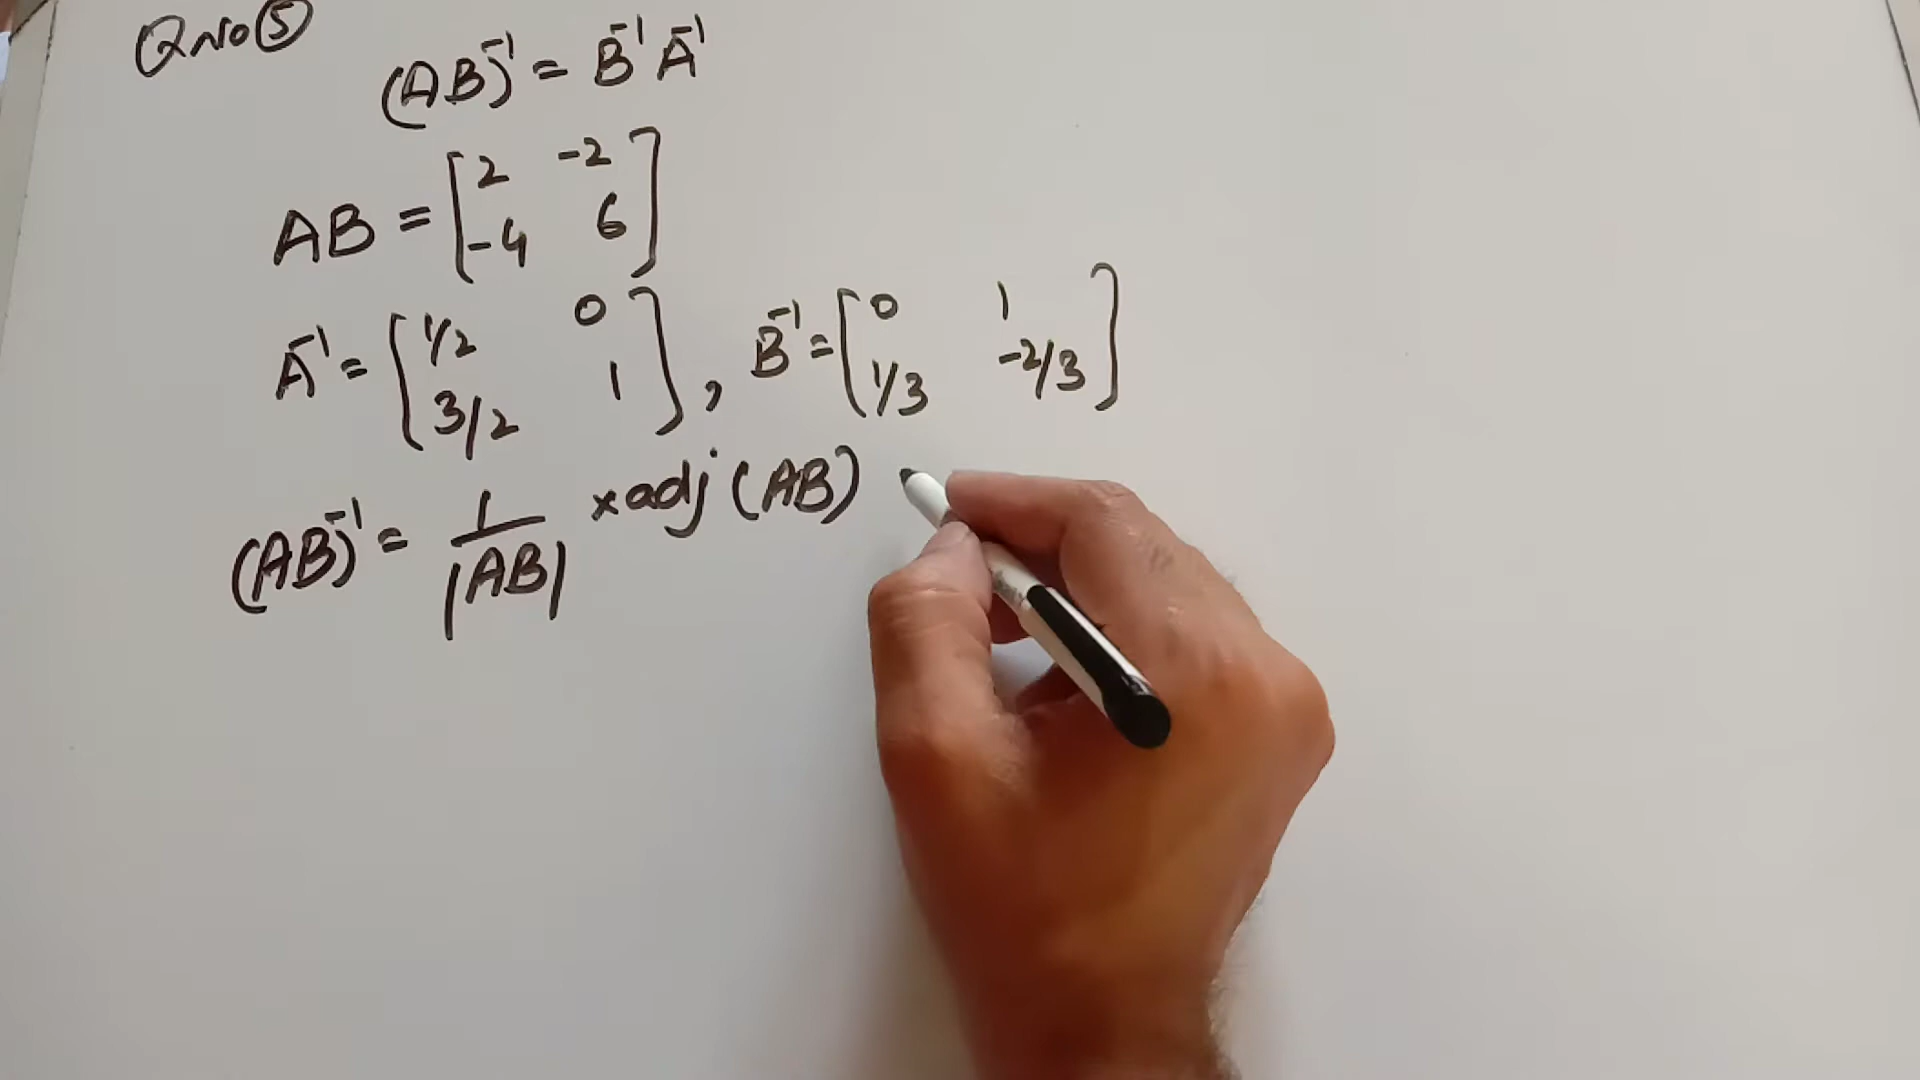 Q No ⑤
(AB)⁻¹ = B⁻¹ A⁻¹
AB = [2 -2
-4 6]
A⁻¹ = [1/2 0
3/2 1] , B⁻¹ = [0 1
1/3 -2/3]
(AB)⁻¹ = 1/|AB| × adj (AB)